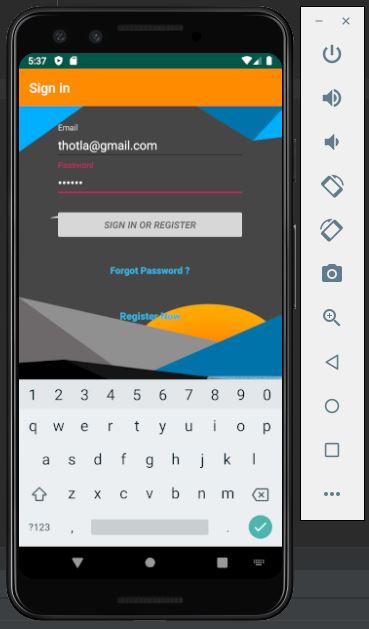 5:37
Sign in
Email
thotla@gmail.com
Password
••••••
SIGN IN OR REGISTER
Forgot Password ?
Register Now
1 2 3 4 5 6 7 8 9 0
q w e r t y u i o p
a s d f g h j k l
z x c v b n m
?123 , .